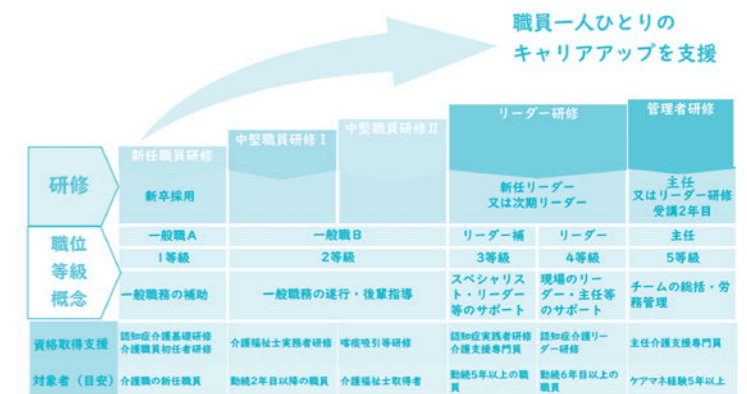 職員一人ひとりの
キャリアアップを支援
新任職員研修
中堅職員研修Ⅰ
中堅職員研修Ⅱ
リーダー研修
管理者研修
研修
新卒採用
新任リーダー
又は次期リーダー
主任
又はリーダー研修
受講2年目
職位
等級
概念
一般職A
一般職B
リーダー補
リーダー
主任
1等級
2等級
3等級
4等級
5等級
一般職務の補助
一般職務の遂行・後輩指導
スペシャリス
ト・リーダー
等のサポート
現場のリー
ダー・主任等
のサポート
チームの総括・労
務管理
資格取得支援
認知症介護基礎研修
介護職員初任者研修
介護福祉士実務者研修
喀痰吸引等研修
認知症実践者研修
介護支援専門員
認知症介護リー
ダー研修
主任介護支援専門員
対象者（目安）
介護職の新任職員
勤続2年目以降の職員
介護福祉士取得者
勤続5年以上の職
員
勤続6年目以上の
職員
ケアマネ経験5年以上